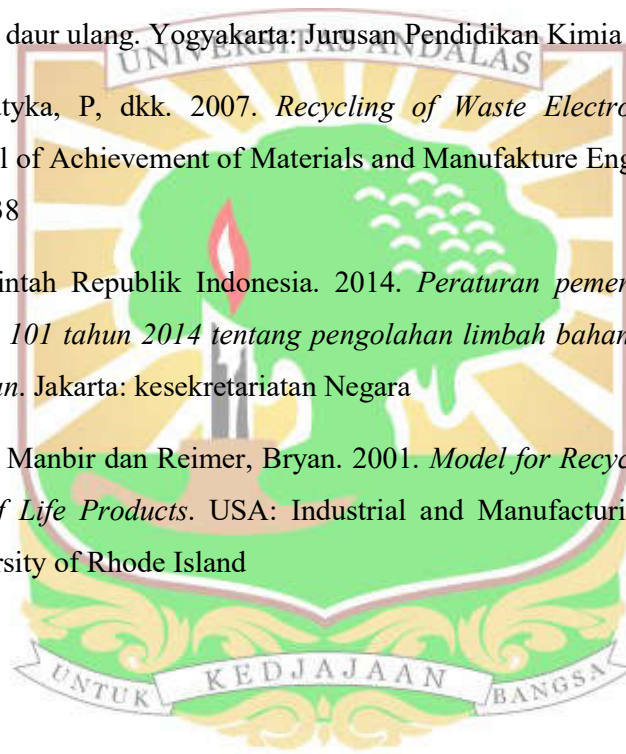 daur ulang. Yogyakarta: Jurusan Pendidikan Kimia
UNIVERSITAS ANDALAS
atyka, P, dkk. 2007. Recycling of Waste Electro
l of Achievement of Materials and Manufakture Eng
38
intah Republik Indonesia. 2014. Peraturan pemer
101 tahun 2014 tentang pengolahan limbah bahan
an. Jakarta: kesekretariatan Negara
Manbir dan Reimer, Bryan. 2001. Model for Recyc
of Life Products. USA: Industrial and Manufacturi
rsity of Rhode Island
UNTUK KEDJAJAAN BANGSA